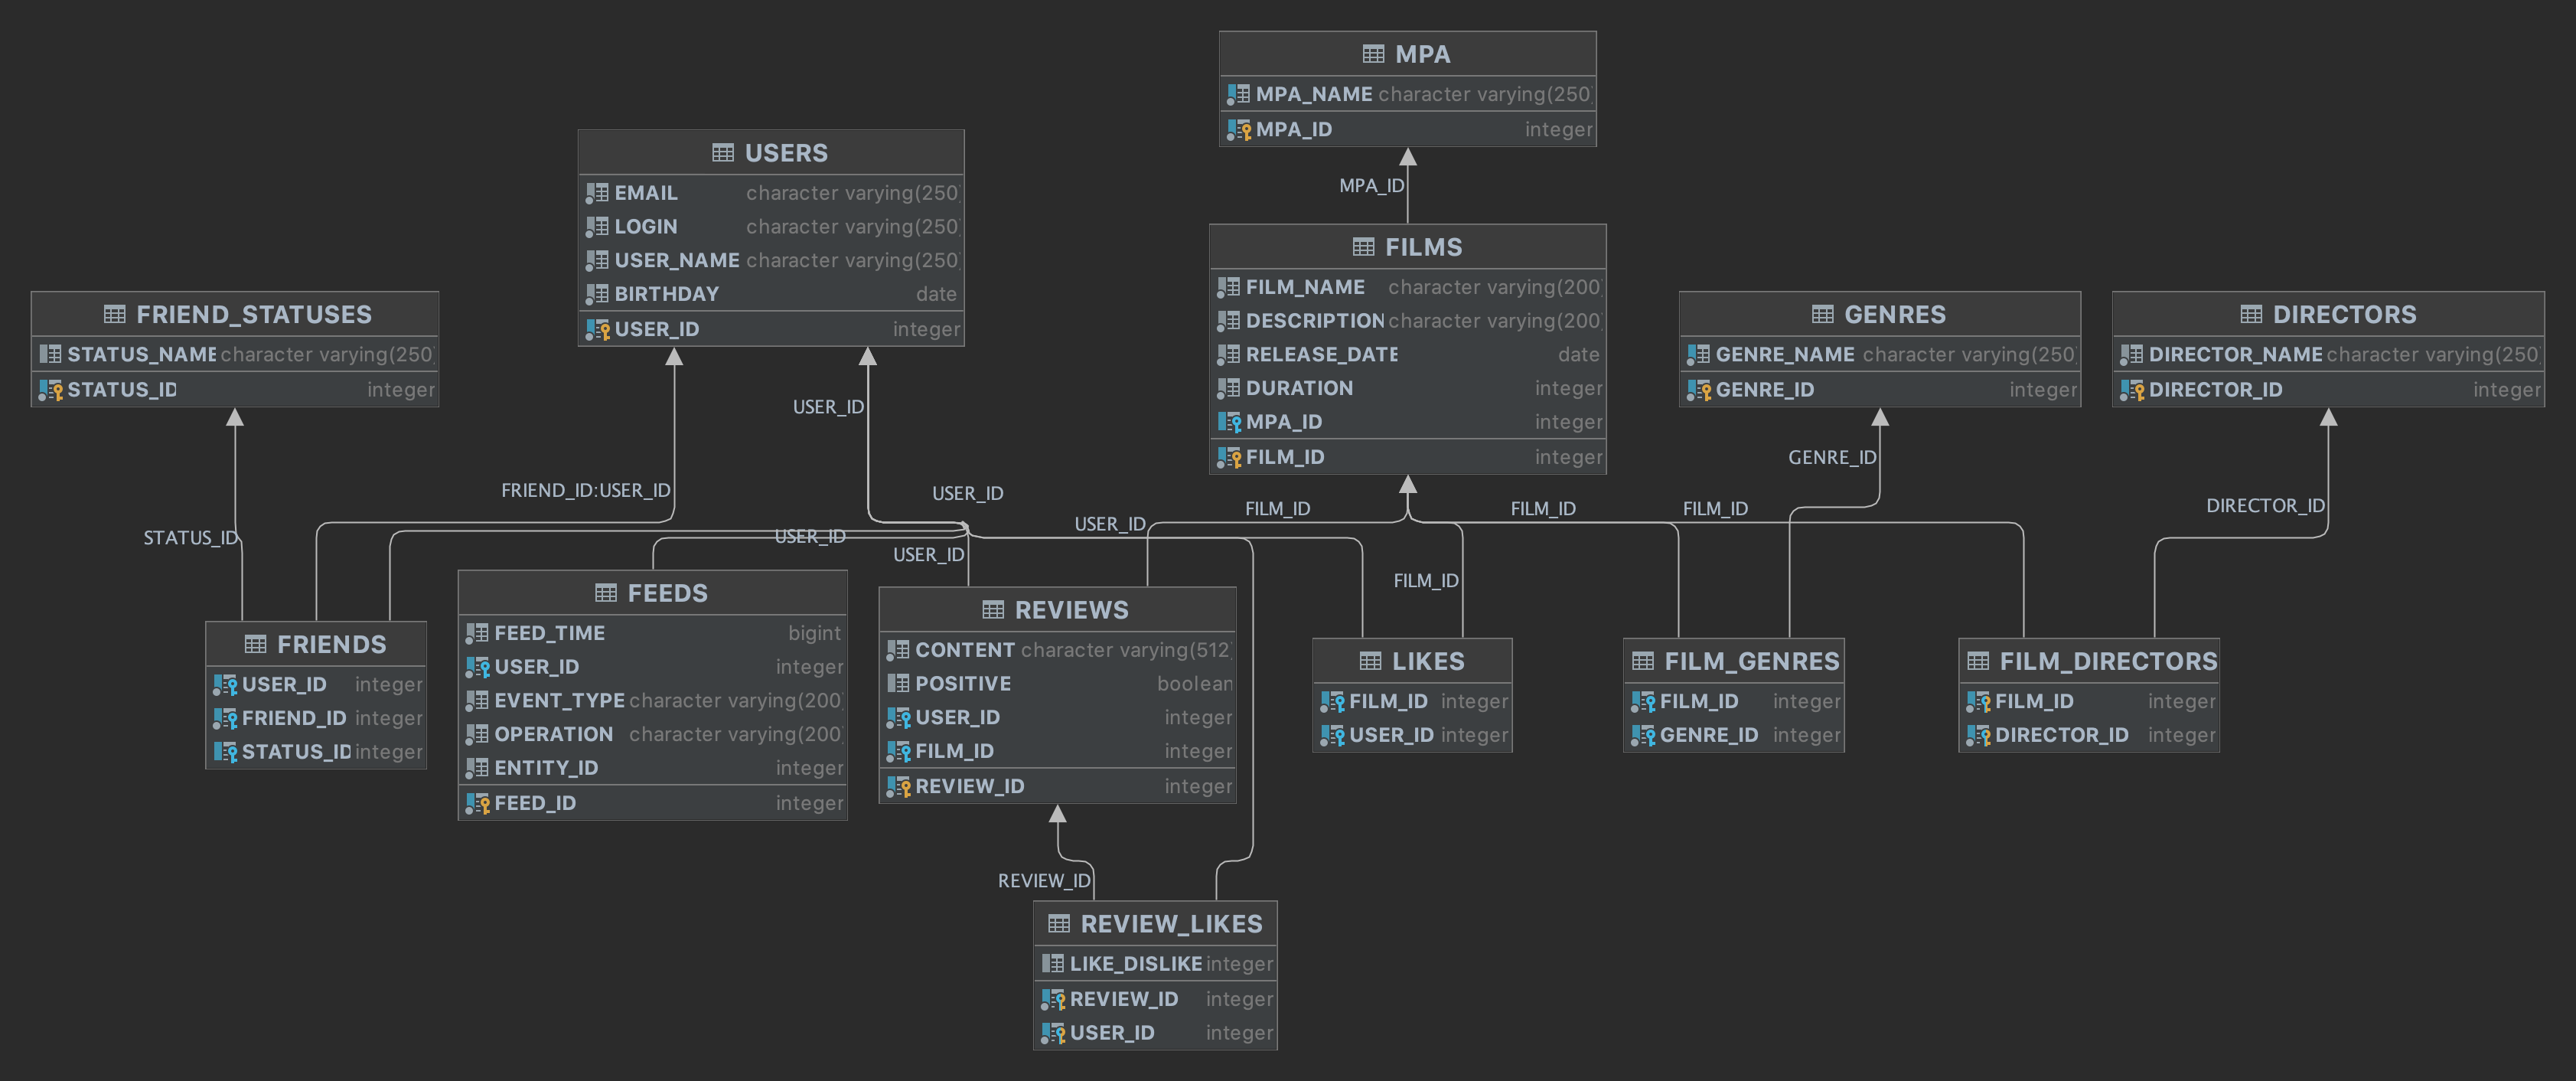 MPA
MPA_NAME character varying(250)
MPA_ID integer
MPA_ID
USERS
EMAIL character varying(250)
LOGIN character varying(250)
USER_NAME character varying(250)
BIRTHDAY date
USER_ID integer
FILMS
FILM_NAME character varying(200)
DESCRIPTION character varying(200)
RELEASE_DATE date
DURATION integer
MPA_ID integer
FILM_ID integer
FRIEND_STATUSES
STATUS_NAME character varying(250)
STATUS_ID integer
GENRES
GENRE_NAME character varying(250)
GENRE_ID integer
DIRECTORS
DIRECTOR_NAME character varying(250)
DIRECTOR_ID integer
USER_ID
GENRE_ID
FRIEND_ID:USER_ID
USER_ID
DIRECTOR_ID
FILM_ID
FILM_ID
FILM_ID
USER_ID
STATUS_ID
USER_ID
USER_ID
FILM_ID
FRIENDS
USER_ID integer
FRIEND_ID integer
STATUS_ID integer
FEEDS
FEED_TIME bigint
USER_ID integer
EVENT_TYPE character varying(200)
OPERATION character varying(200)
ENTITY_ID integer
FEED_ID integer
REVIEWS
CONTENT character varying(512)
POSITIVE boolean
USER_ID integer
FILM_ID integer
REVIEW_ID integer
LIKES
FILM_ID integer
USER_ID integer
FILM_GENRES
FILM_ID integer
GENRE_ID integer
FILM_DIRECTORS
FILM_ID integer
DIRECTOR_ID integer
REVIEW_ID
REVIEW_LIKES
LIKE_DISLIKE integer
REVIEW_ID integer
USER_ID integer